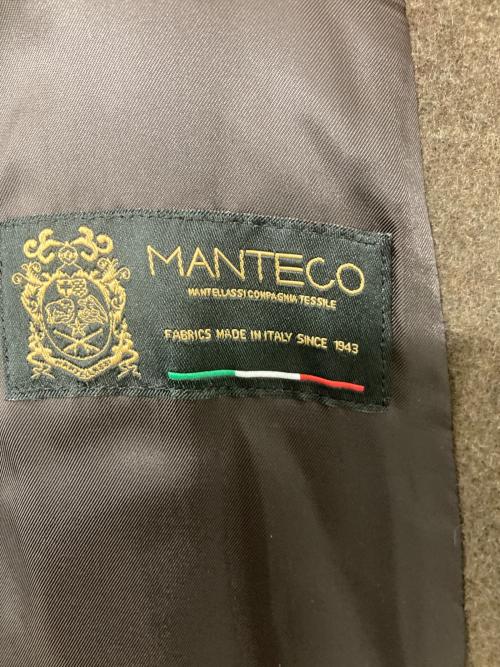 MANTECO
MANTELLASSI COMPAGNIA TESSILE
FABRICS MADE IN ITALY SINCE 1943